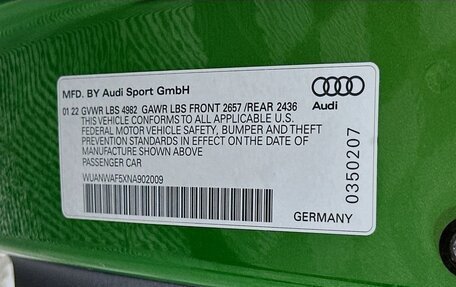 MFD. BY Audi Sport GmbH
01 22 GVWR LBS 4982 GAWR LBS FRONT 2657 /REAR 2436
THIS VEHICLE CONFORMS TO ALL APPLICABLE U.S.
FEDERAL MOTOR VEHICLE SAFETY, BUMPER AND THEFT
PREVENTION STANDARDS IN EFFECT ON THE DATE OF
MANUFACTURE SHOWN ABOVE
PASSENGER CAR
WUANWAF5XNA902009
Audi
0350207
GERMANY